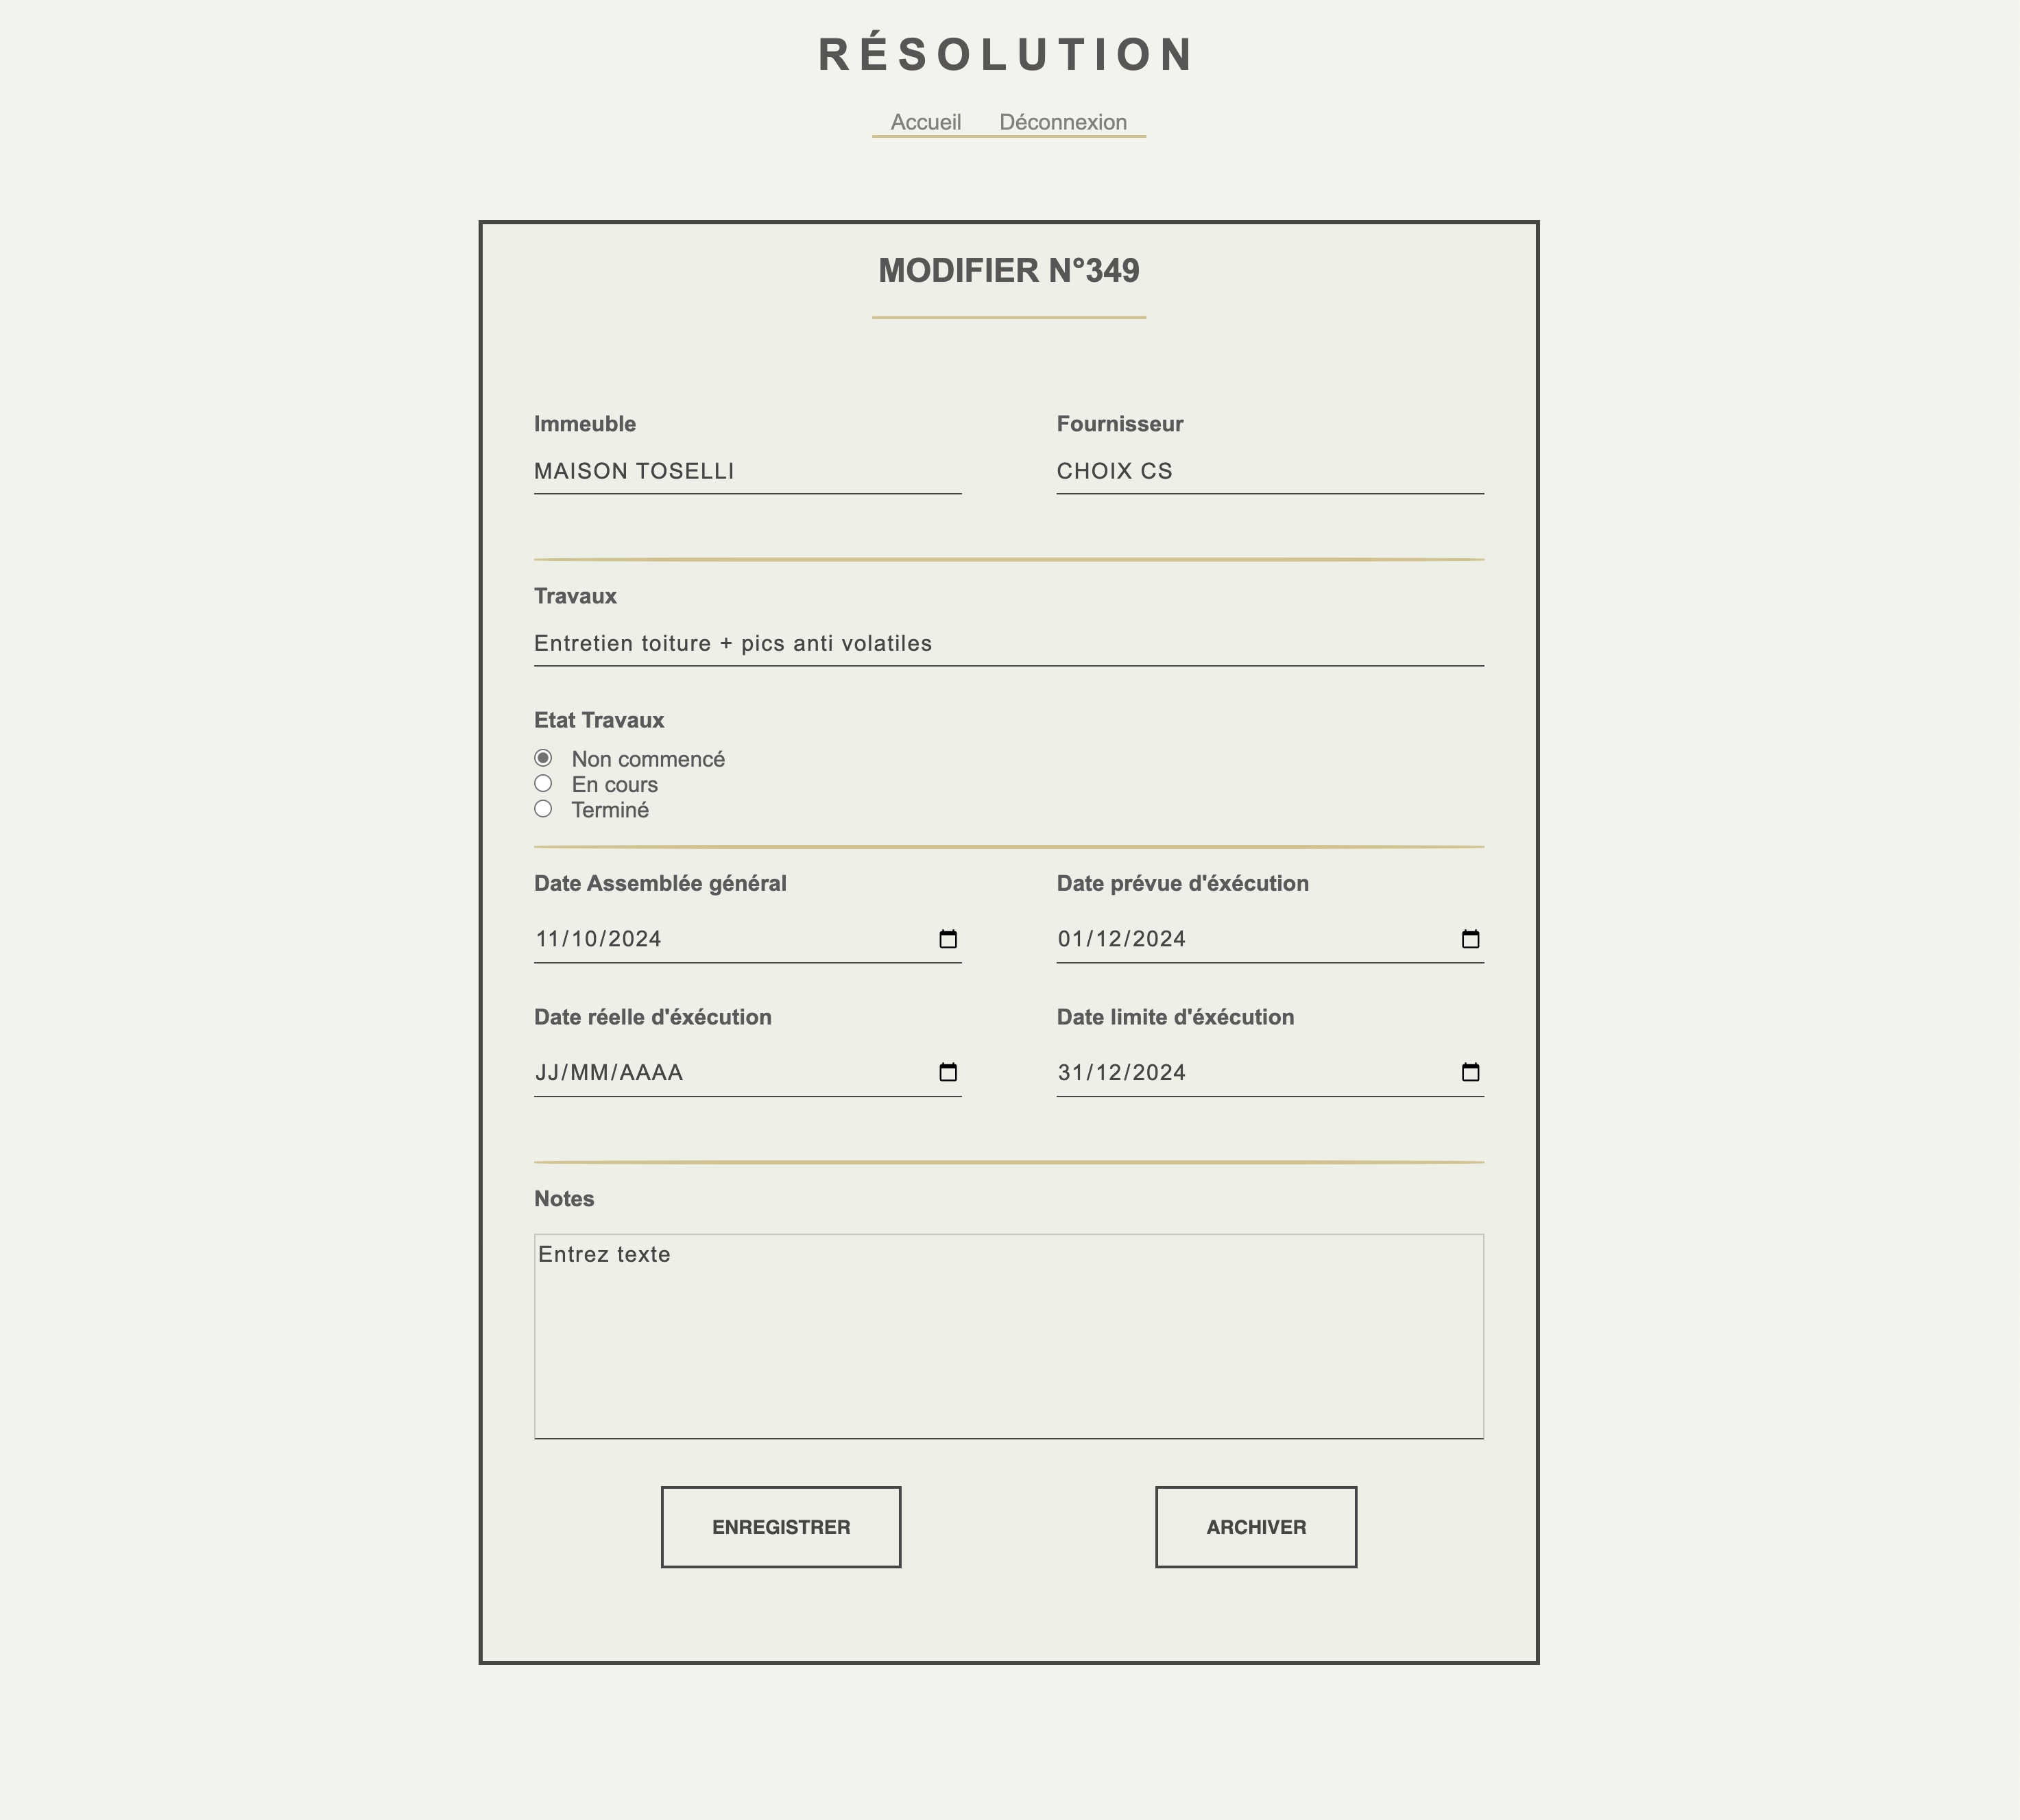 RÉSOLUTION
Accueil Déconnexion
MODIFIER N°349
Immeuble Fournisseur
MAISON TOSELLI CHOIX CS
Travaux
Entretien toiture + pics anti volatiles
Etat Travaux
Non commencé
En cours
Terminé
Date Assemblée général Date prévue d'éxécution
11/10/2024 01/12/2024
Date réelle d'éxécution Date limite d'éxécution
JJ/MM/AAAA 31/12/2024
Notes
Entrez texte
ENREGISTRER ARCHIVER